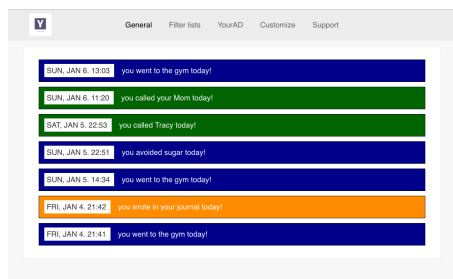 Y
General Filter lists YourAD Customize Support
SUN, JAN 6. 13:03 you went to the gym today!
SUN, JAN 6. 11:20 you called your Mom today!
SAT, JAN 5. 22:53 you called Tracy today!
SUN, JAN 5. 22:51 you avoided sugar today!
SUN, JAN 5. 14:34 you went to the gym today!
FRI, JAN 4. 21:42 you wrote in your journal today!
FRI, JAN 4. 21:41 you went to the gym today!